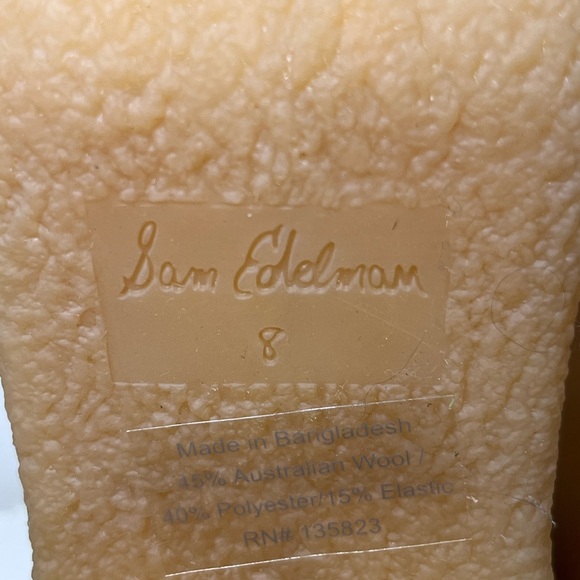 Sam Edelman
8
Made in Bangladesh
45% Australian Wool /
40% Polyester/15% Elastic
RN# 135823